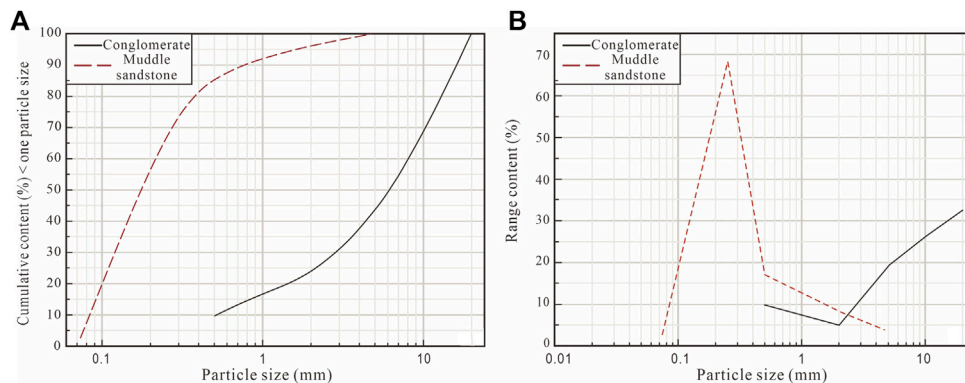 A
Cumulative content (%) < one particle size
100
90
80
70
60
50
40
30
20
10
0
Conglomerate
Muddle
sandstone
0.1
1
10
Particle size (mm)
B
Range content (%)
70
60
50
40
30
20
10
0
Conglomerate
Muddle
sandstone
0.01
0.1
1
10
Particle size (mm)